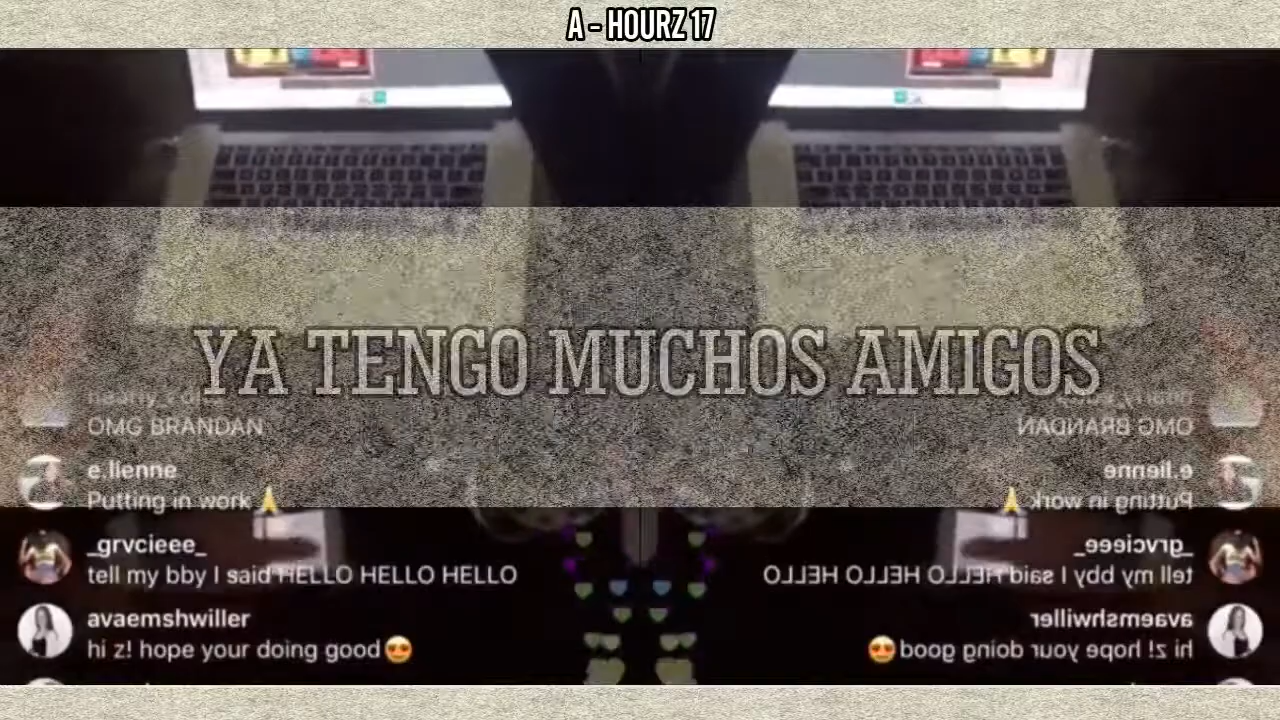 A - HOURZ 17
YA TENGO MUCHOS AMIGOS
OMG BRANDAN
OMG BRANDAN
e.llenne
e.llenne
Putting in work 🙏
Putting in work 🙏
_grvcieee_
_grvcieee_
tell my bby I said HELLO HELLO HELLO
tell my bby I said HELLO HELLO HELLO
avaemshwiller
avaemshwiller
hi z! hope your doing good😍
hi z! hope your doing good😍